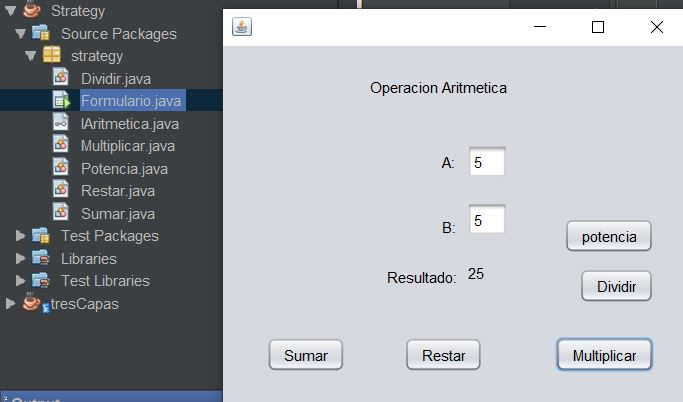 Strategy
Source Packages
strategy
Dividir.java
Formulario.java
IAritmetica.java
Multiplicar.java
Potencia.java
Restar.java
Sumar.java
Test Packages
Libraries
Test Libraries
tresCapas
Output
Operacion Aritmetica
A: 5
B: 5
potencia
Resultado: 25
Dividir
Sumar Restar Multiplicar